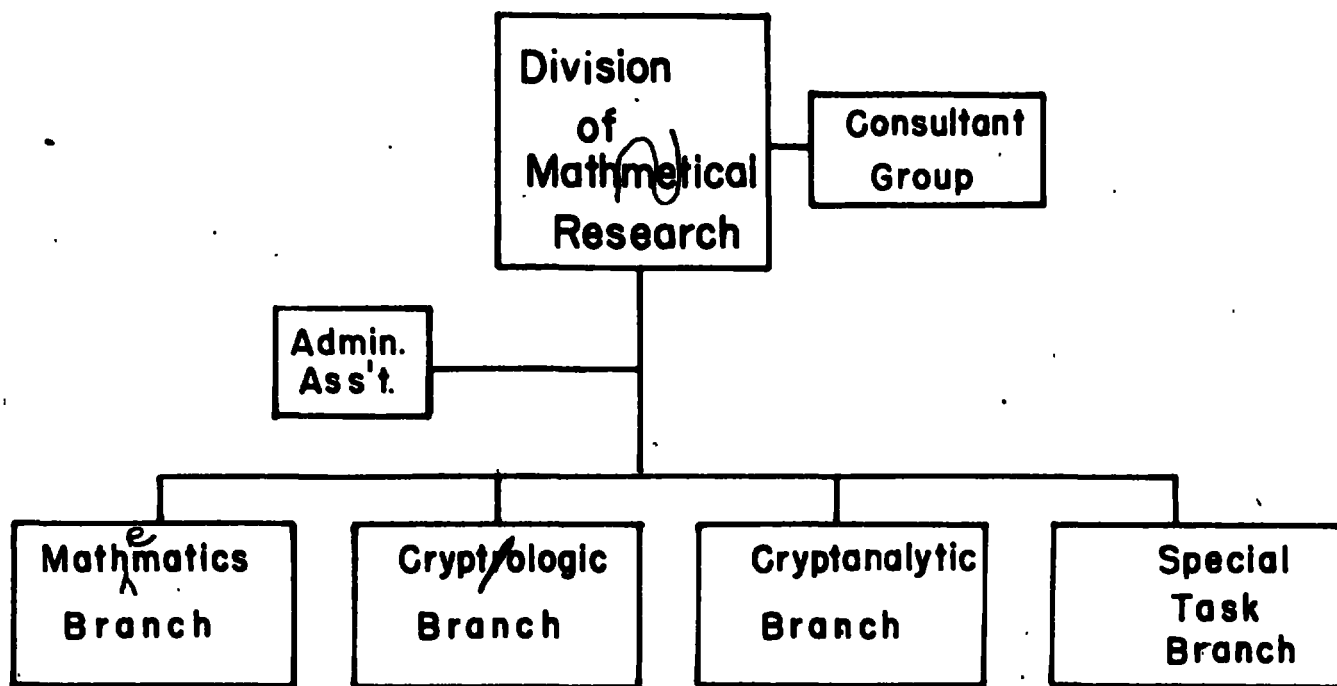 Division
of
Mathmetical
Research
Consultant
Group
Admin.
Ass't.
e
Mathmatics
Branch
Cryptologic
Branch
Cryptanalytic
Branch
Special
Task
Branch